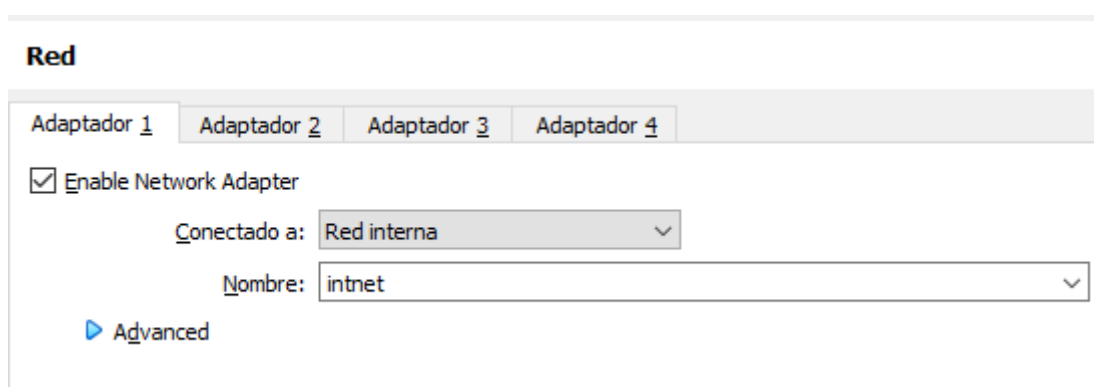 Red
Adaptador 1 Adaptador 2 Adaptador 3 Adaptador 4
Enable Network Adapter
Conectado a: Red interna
Nombre: intnet
Advanced